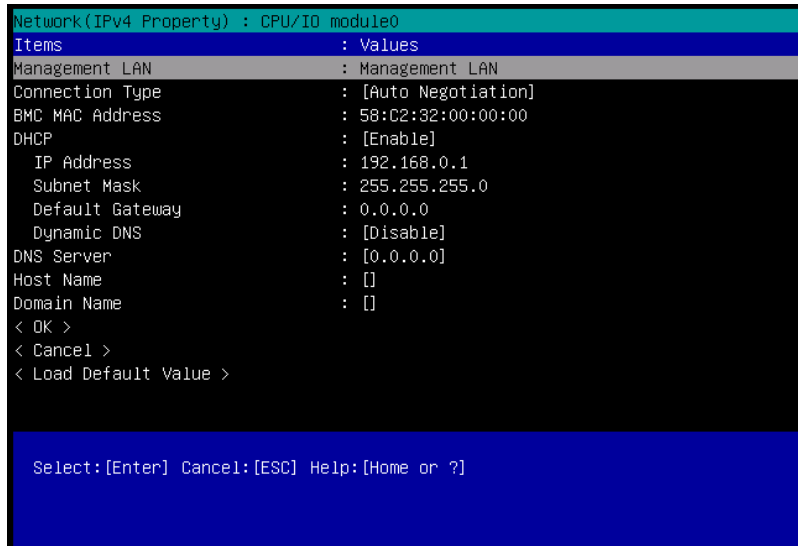 Network(IPv4 Property) : CPU/IO module0
Items : Values
Management LAN : Management LAN
Connection Type : [Auto Negotiation]
BMC MAC Address : 58:C2:32:00:00:00
DHCP : [Enable]
IP Address : 192.168.0.1
Subnet Mask : 255.255.255.0
Default Gateway : 0.0.0.0
Dynamic DNS : [Disable]
DNS Server : [0.0.0.0]
Host Name : []
Domain Name : []
< OK >
< Cancel >
< Load Default Value >
Select:[Enter] Cancel:[ESC] Help:[Home or ?]